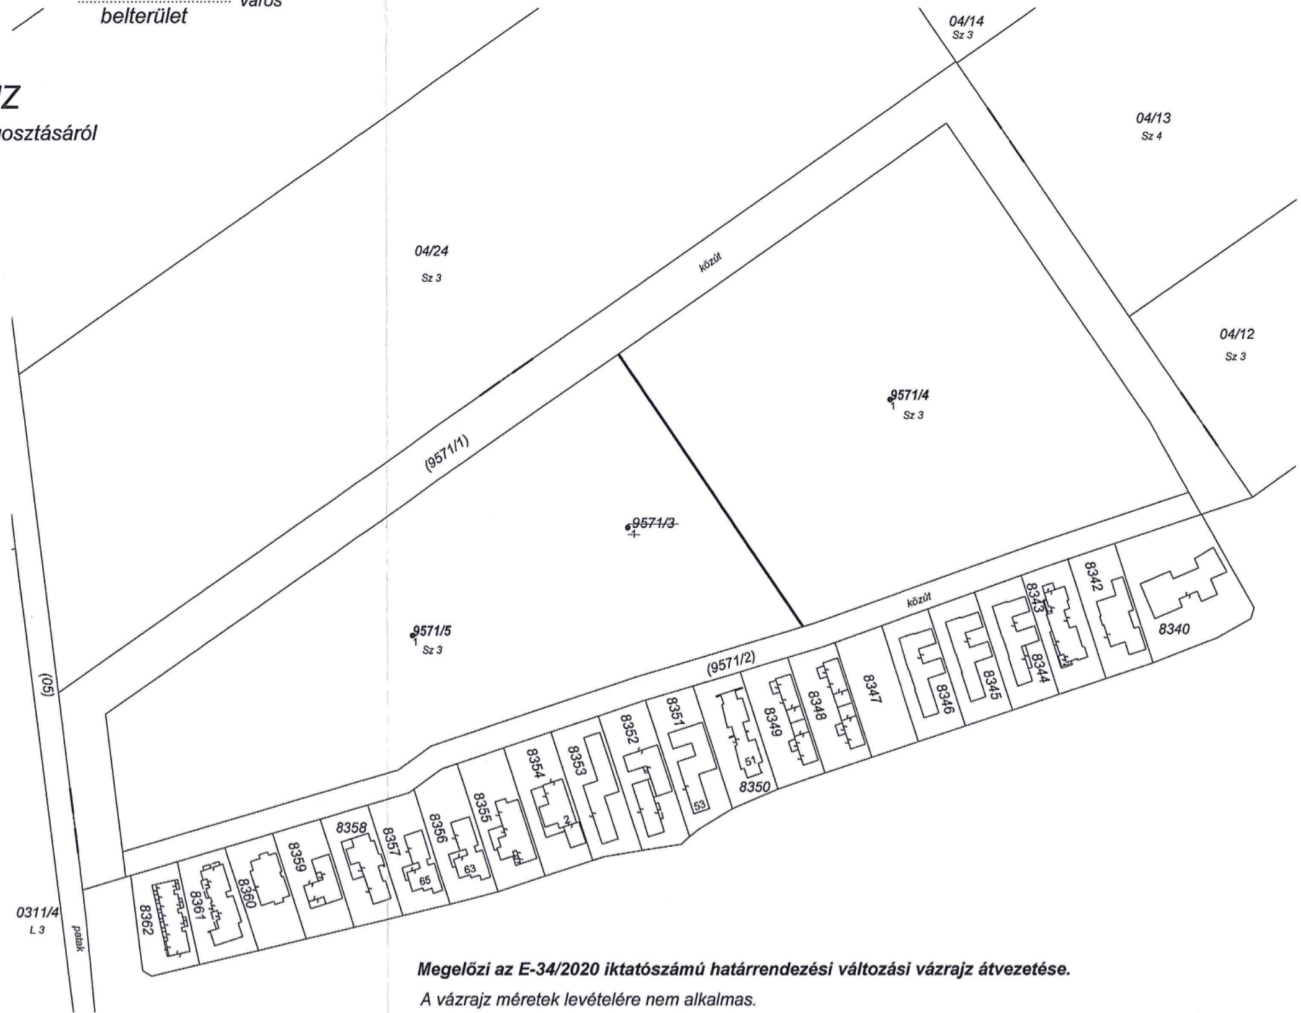 város
belterület
04/14
Sz 3
04/13
Sz 4
osztásáról
04/24
Sz 3
közút
04/12
Sz 3
9571/4
1
Sz 3
(9571/1)
9571/3
1
9571/5
1
Sz 3
közút
(9571/2)
(05)
8340
8342
8343
8344
8345
8346
8347
8348
8349
8350
51
8351
53
8352
8353
8354
2
8355
8356
63
8357
65
8358
8359
8360
8361
8362
0311/4
L 3
patak
Megelőzi az E-34/2020 iktatószámú határrendezési változási vázrajz átvezetése.
A vázrajz méretek levételére nem alkalmas.